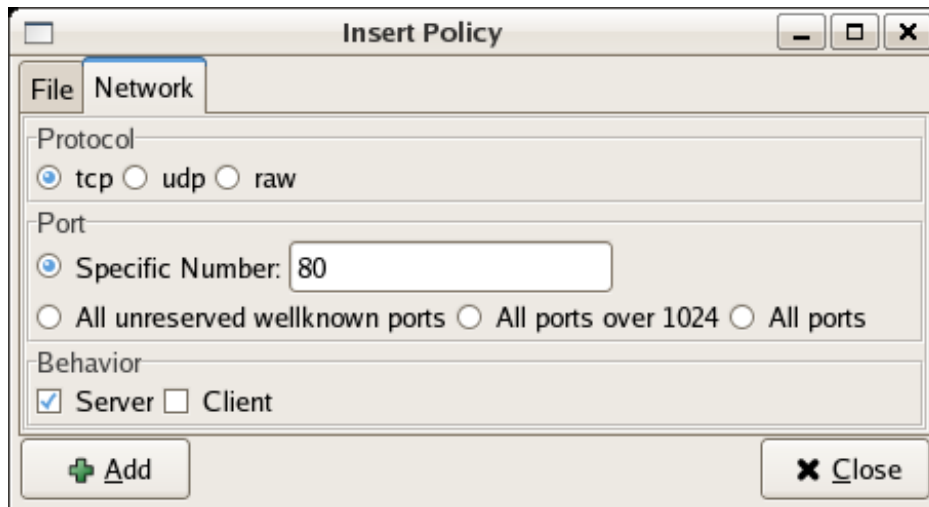 Insert Policy
File Network
Protocol
tcp udp raw
Port
Specific Number: 80
All unreserved wellknown ports All ports over 1024 All ports
Behavior
Server Client
Add Close